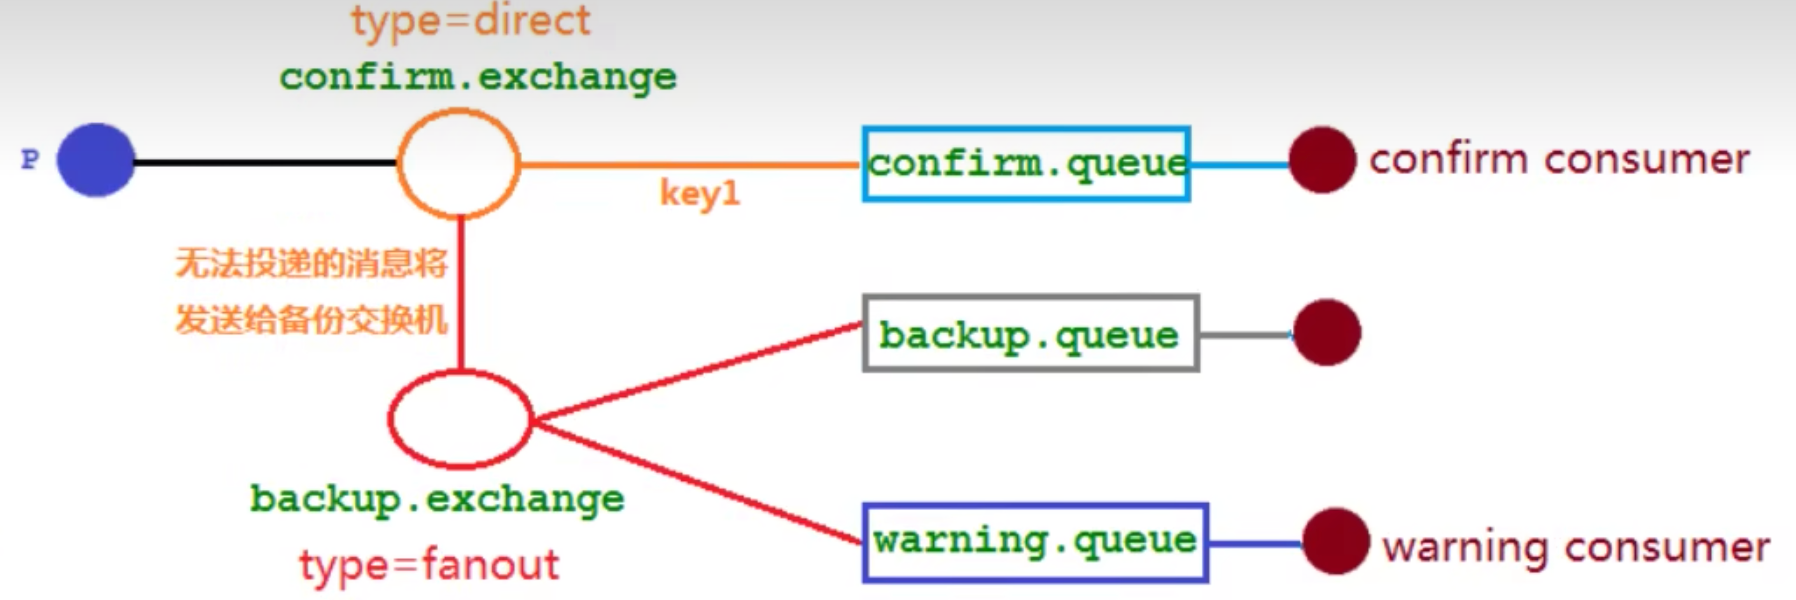 type=direct
confirm.exchange
P
confirm.queue
confirm consumer
key1
无法投递的消息将
发送给备份交换机
backup.queue
backup.exchange
type=fanout
warning.queue
warning consumer